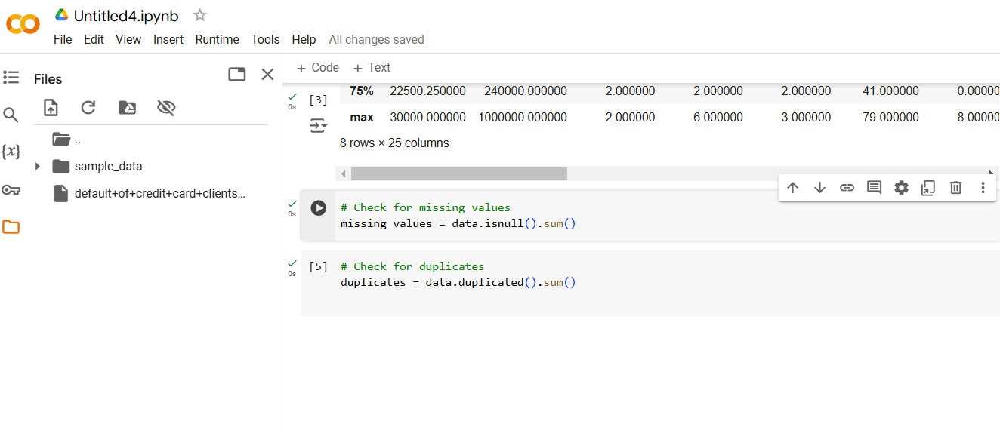 Untitled4.ipynb
File Edit View Insert Runtime Tools Help All changes saved
Files
..
sample_data
default+of+credit+card+clients...
+ Code + Text
[3]
0s
75% 22500.250000 240000.000000 2.000000 2.000000 2.000000 41.000000 0.00000
max 30000.000000 1000000.000000 2.000000 6.000000 3.000000 79.000000 8.00000
8 rows × 25 columns
0s
# Check for missing values
missing_values = data.isnull().sum()
0s
[5]
# Check for duplicates
duplicates = data.duplicated().sum()
{x}